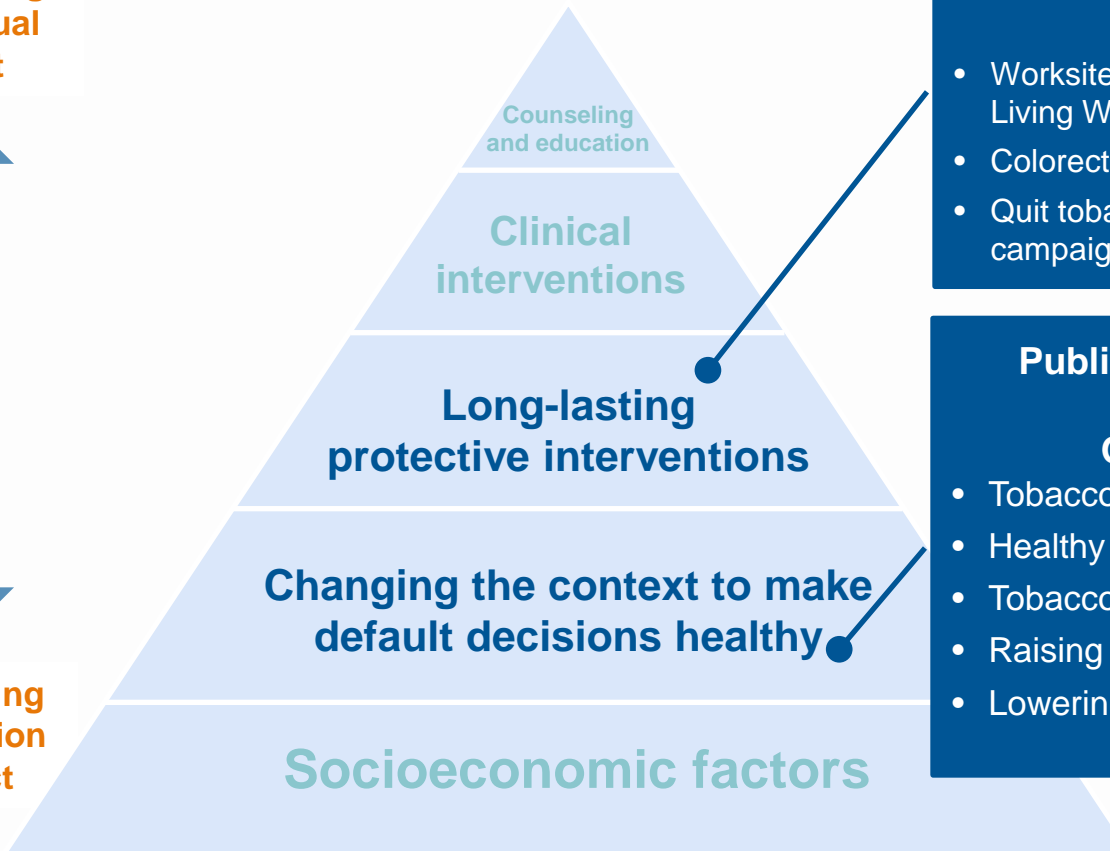 ual
Counseling
and education
Clinical
interventions
Long-lasting
protective interventions
Changing the context to make
default decisions healthy
Socioeconomic factors
ng
ion
ct
• Worksite
Living W
• Colorect
• Quit toba
campaig
Publi
• Tobacco
• Healthy
• Tobacco
• Raising
• Lowerin